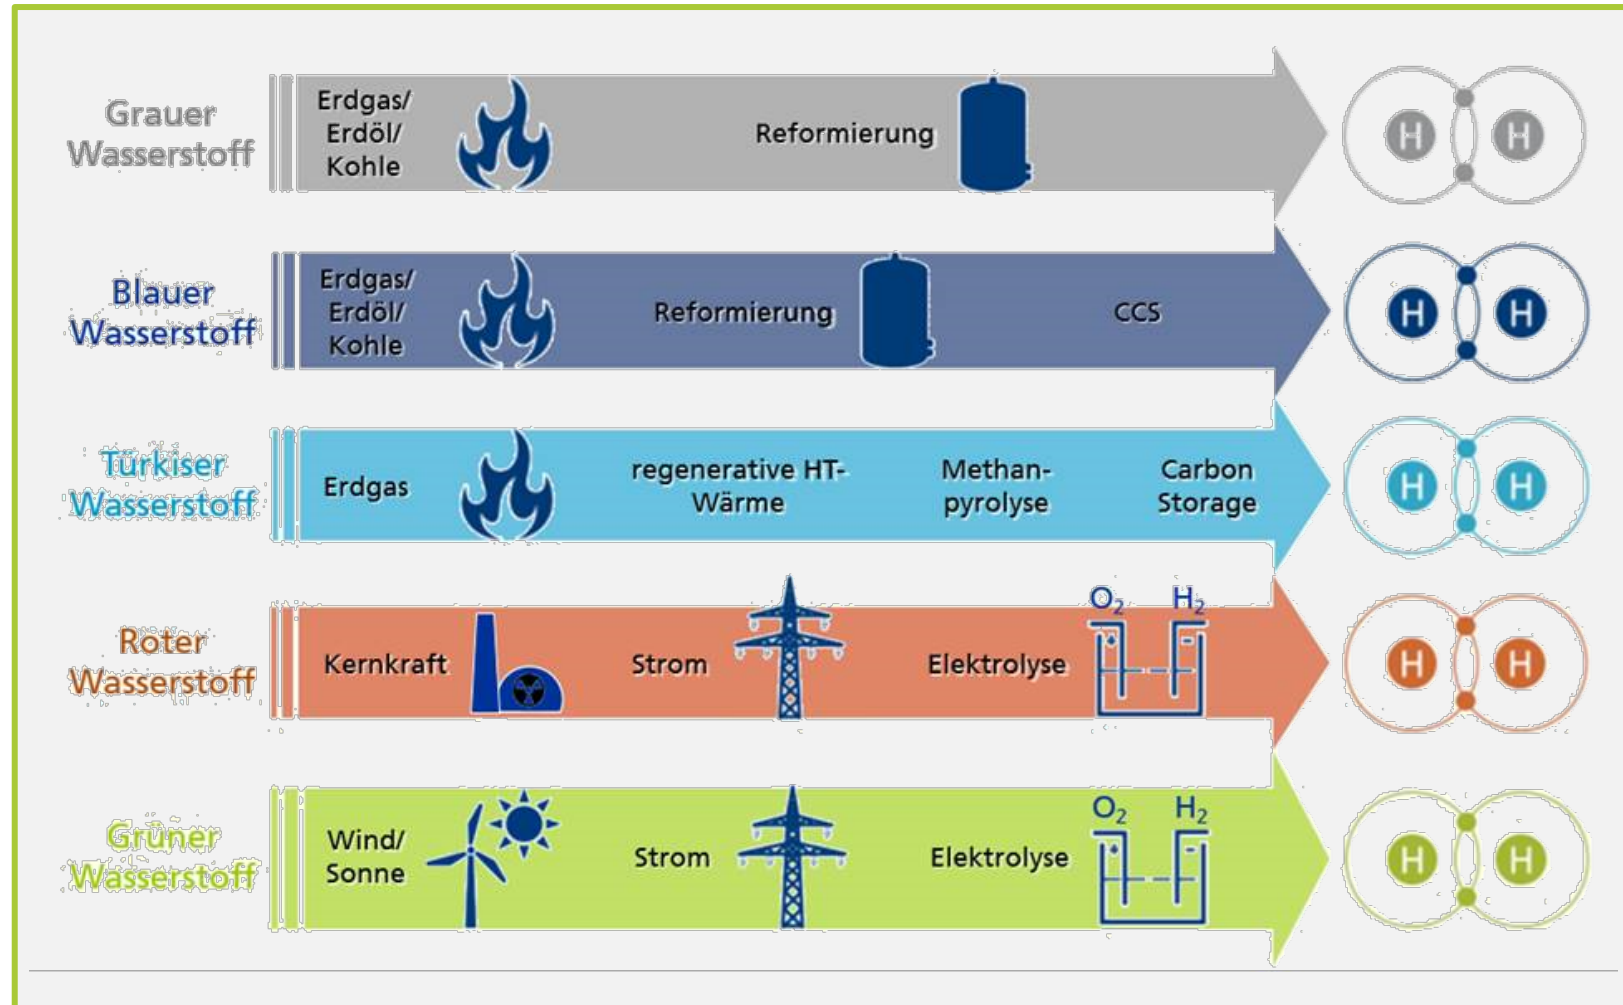 Grauer
Wasserstoff
Erdgas/
Erdöl/
Kohle
Reformierung
H H
Blauer
Wasserstoff
Erdgas/
Erdöl/
Kohle
Reformierung
CCS
H H
Türkiser
Wasserstoff
Erdgas
regenerative HT-
Wärme
Methan-
pyrolyse
Carbon
Storage
H H
Roter
Wasserstoff
Kernkraft
Strom
Elektrolyse
O₂ H₂
+ -
H H
Grüner
Wasserstoff
Wind/
Sonne
Strom
Elektrolyse
O₂ H₂
+ -
H H